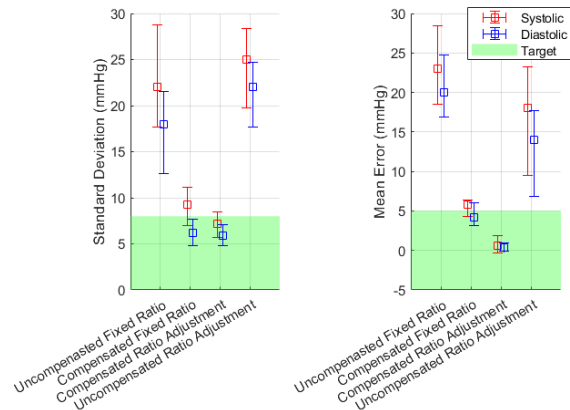 30
25
20
15
10
5
0
Standard Deviation (mmHg)
Uncompenasted Fixed Ratio
Compensated Fixed Ratio
Compensated Ratio Adjustment
Uncompensated Ratio Adjustment
30
25
20
15
10
5
0
-5
Mean Error (mmHg)
Uncompensated Fixed Ratio
Compensated Fixed Ratio
Compensated Ratio Adjustment
Uncompensated Ratio Adjustment
Systolic
Diastolic
Target